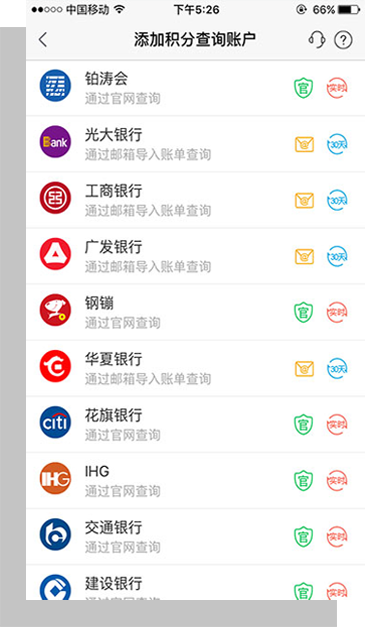 中国移动 下午5:26 66%
添加积分查询账户 ?
铂涛会
通过官网查询 官 实时
Bank 光大银行
通过邮箱导入账单查询 30天
工商银行
通过邮箱导入账单查询 30天
广发银行
通过邮箱导入账单查询 30天
钢镚
通过官网查询 官 实时
华夏银行
通过邮箱导入账单查询 30天
citi 花旗银行
通过官网查询 官 实时
IHG IHG
通过官网查询 官 实时
交通银行
通过官网查询 官 实时
建设银行
通过官网查询 官 实时